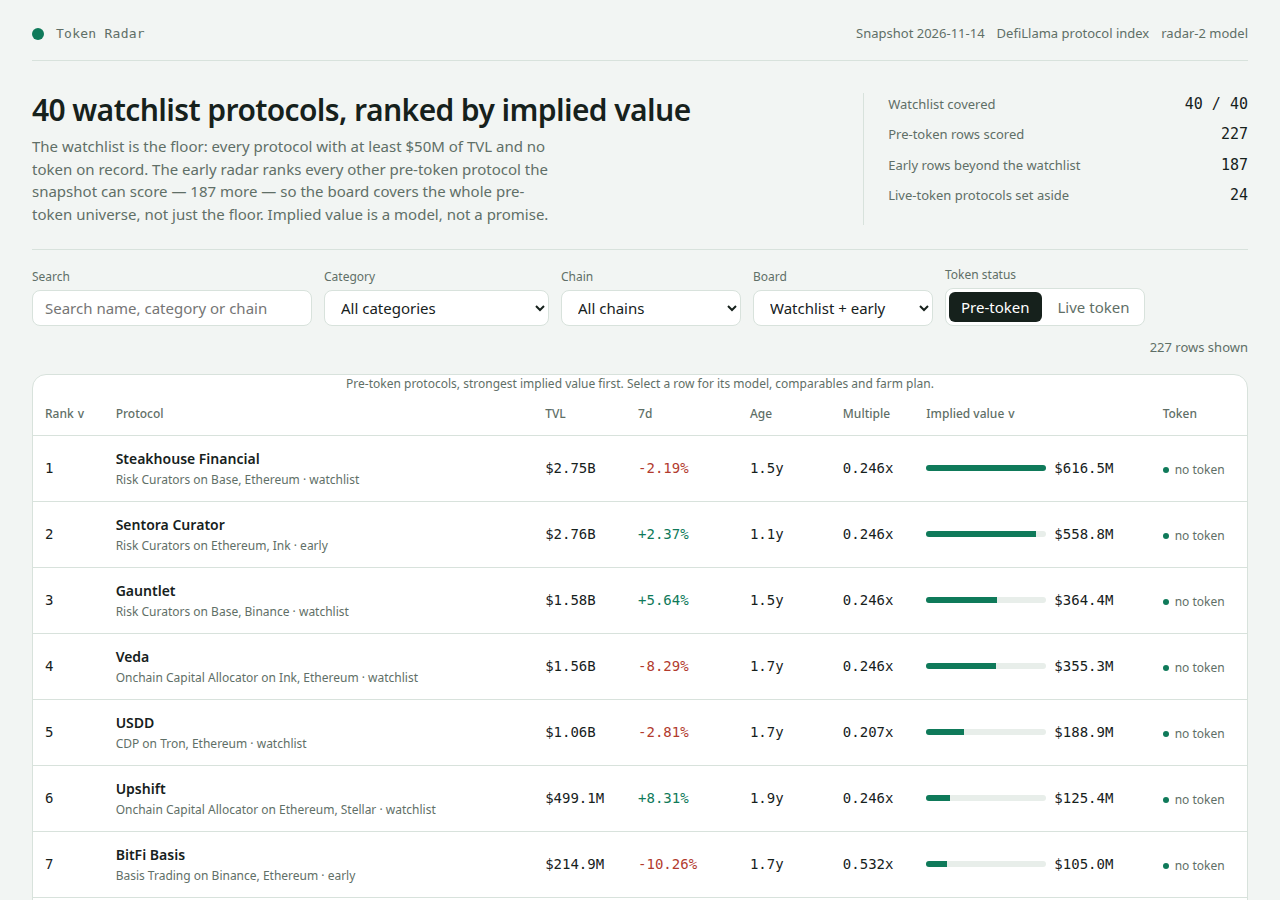 Token Radar
Snapshot 2026-11-14 DefiLlama protocol index radar-2 model
40 watchlist protocols, ranked by implied value
The watchlist is the floor: every protocol with at least $50M of TVL and no
token on record. The early radar ranks every other pre-token protocol the
snapshot can score — 187 more — so the board covers the whole pre-
token universe, not just the floor. Implied value is a model, not a promise.
Watchlist covered 40 / 40
Pre-token rows scored 227
Early rows beyond the watchlist 187
Live-token protocols set aside 24
Search Category Chain Board Token status
Search name, category or chain All categories All chains Watchlist + early Pre-token Live token
227 rows shown
Pre-token protocols, strongest implied value first. Select a row for its model, comparables and farm plan.
Rank v Protocol TVL 7d Age Multiple Implied value v Token
1 Steakhouse Financial $2.75B -2.19% 1.5y 0.246x $616.5M no token
Risk Curators on Base, Ethereum · watchlist
2 Sentora Curator $2.76B +2.37% 1.1y 0.246x $558.8M no token
Risk Curators on Ethereum, Ink · early
3 Gauntlet $1.58B +5.64% 1.5y 0.246x $364.4M no token
Risk Curators on Base, Binance · watchlist
4 Veda $1.56B -8.29% 1.7y 0.246x $355.3M no token
Onchain Capital Allocator on Ink, Ethereum · watchlist
5 USDD $1.06B -2.81% 1.7y 0.207x $188.9M no token
CDP on Tron, Ethereum · watchlist
6 Upshift $499.1M +8.31% 1.9y 0.246x $125.4M no token
Onchain Capital Allocator on Ethereum, Stellar · watchlist
7 BitFi Basis $214.9M -10.26% 1.7y 0.532x $105.0M no token
Basis Trading on Binance, Ethereum · early